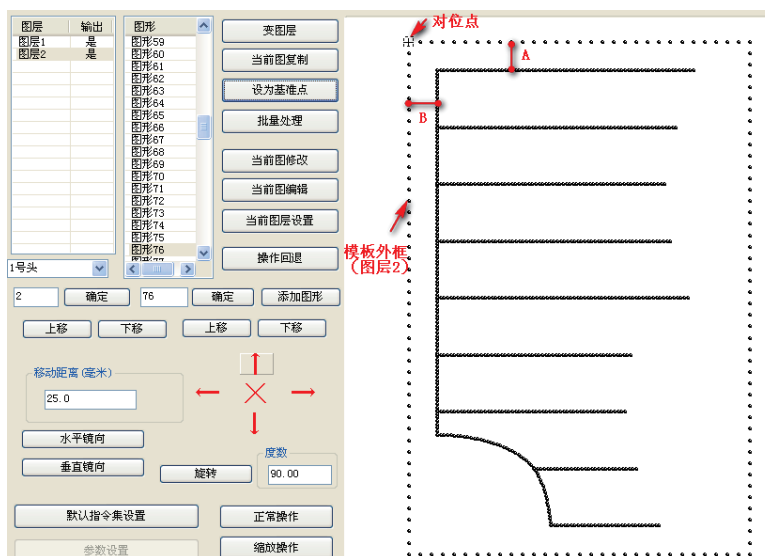 图层 输出
图层1 是
图层2 是
图形
图形59
图形60
图形61
图形62
图形63
图形64
图形65
图形66
图形67
图形68
图形69
图形70
图形71
图形72
图形73
图形74
图形75
图形76
变图层
当前图复制
设为基准点
批量处理
当前图修改
当前图编辑
当前图层设置
操作回退
1号头
2 确定 76 确定 添加图形
上移 下移 上移 下移
移动距离(毫米)
25.0
水平镜向
垂直镜向
旋转
度数
90.00
默认指令集设置 正常操作
参数设置 缩放操作
对位点
A
B
模板外框
(图层2)